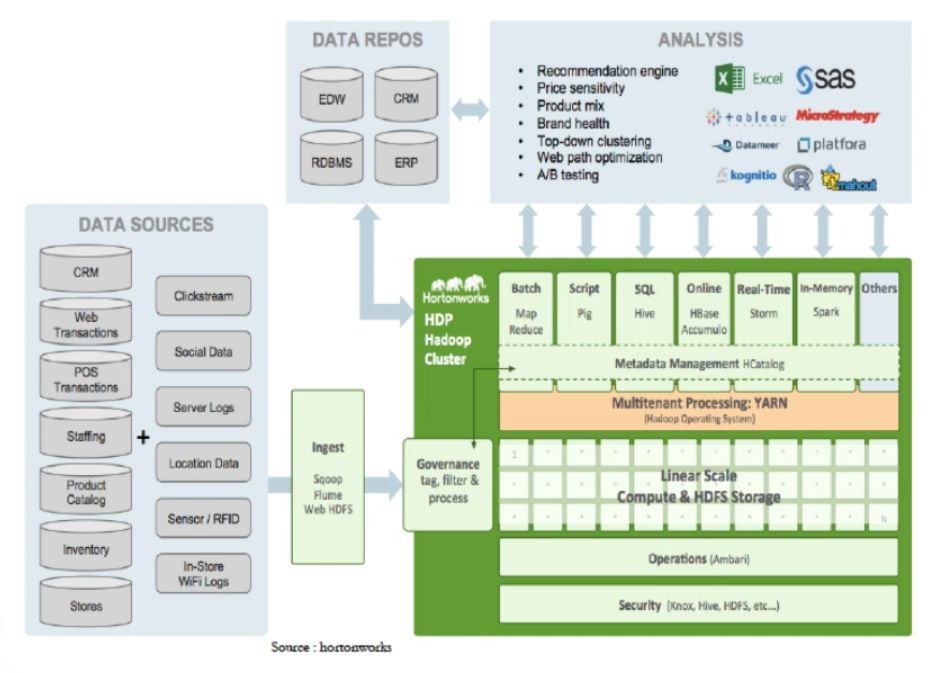 DATA REPOS
EDW
CRM
RDBMS
ERP
ANALYSIS
• Recommendation engine
• Price sensitivity
• Product mix
• Brand health
• Top-down clustering
• Web path optimization
• A/B testing
X Excel
sas
+ableau
MicroStrategy
Datameer
platfora
kognitio
R
mahout
DATA SOURCES
CRM
Web
Transactions
POS
Transactions
Staffing
Product
Catalog
Inventory
Stores
+
Clickstream
Social Data
Server Logs
Location Data
Sensor / RFID
In-Store
WiFi Logs
Ingest
Sqoop
Flume
Web HDFS
Governance
tag, filter &
process
Hortonworks
HDP
Hadoop
Cluster
Batch
Map
Reduce
Script
Pig
SQL
Hive
Online
HBase
Accumulo
Real-Time
Storm
In-Memory
Spark
Others
Metadata Management HCatalog
Multitenant Processing: YARN
(Hadoop Operating System)
1
Linear Scale
Compute & HDFS Storage
N
Operations (Ambari)
Security (Knox, Hive, HDFS, etc...)
Source : hortonworks